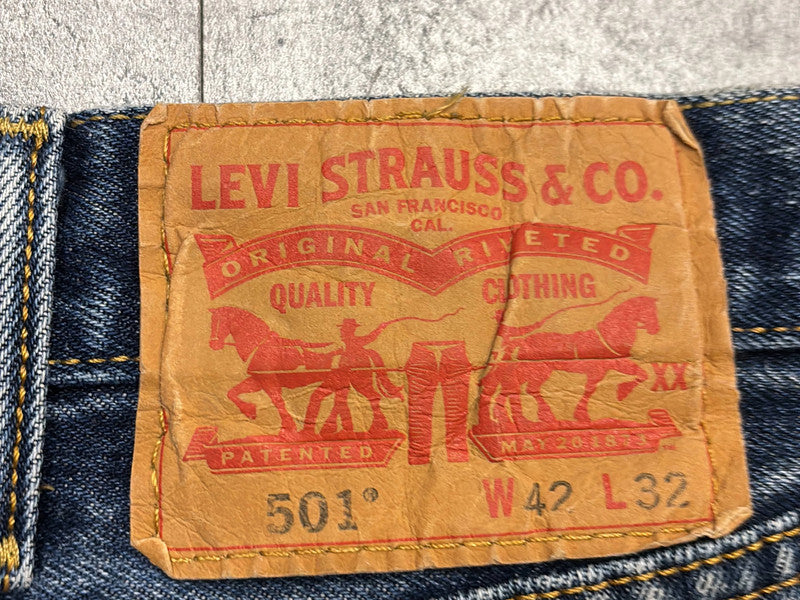 LEVI STRAUSS & CO.
SAN FRANCISCO
CAL.
ORIGINAL RIVETED
QUALITY CLOTHING
XX
PATENTED MAY 20 1873
501® W 42 L 32